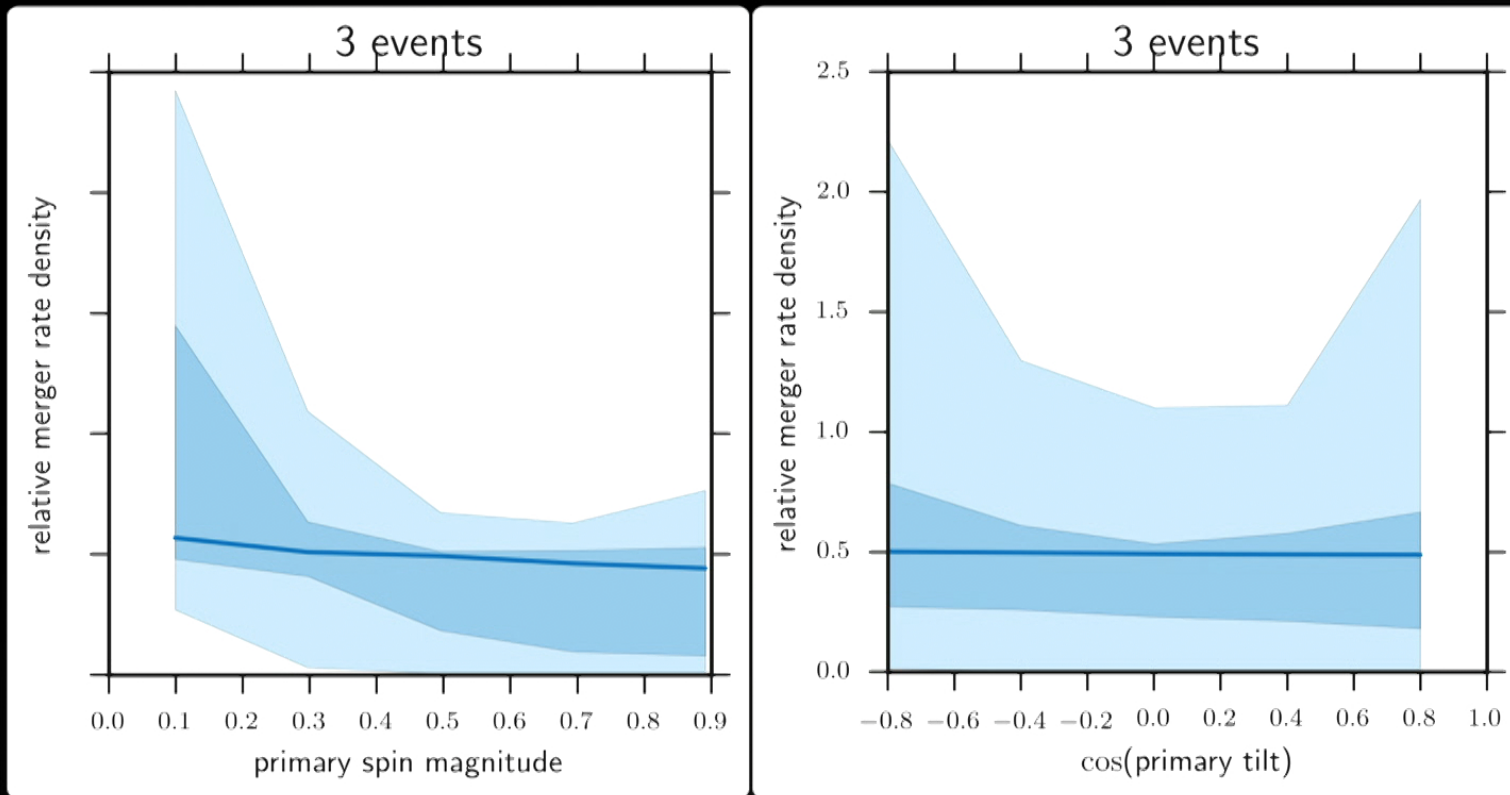 3 events
relative merger rate density
0.0 0.1 0.2 0.3 0.4 0.5 0.6 0.7 0.8 0.9
primary spin magnitude
3 events
relative merger rate density
2.5
2.0
1.5
1.0
0.5
0.0
−0.8 −0.6 −0.4 −0.2 0.0 0.2 0.4 0.6 0.8 1.0
cos(primary tilt)